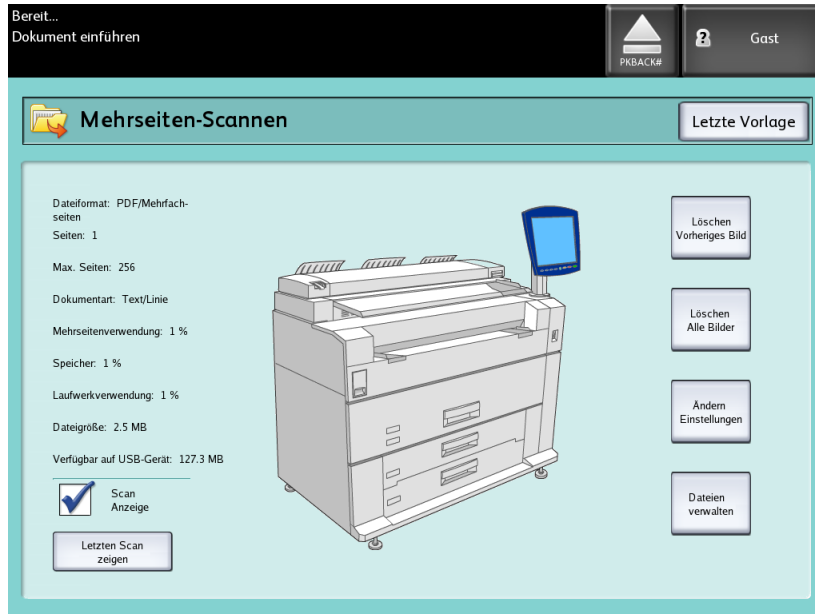 Bereit...
Dokument einführen
PKBACK#
Gast
Mehrseiten-Scannen
Letzte Vorlage
Dateiformat: PDF/Mehrfach-
seiten
Seiten: 1
Max. Seiten: 256
Dokumentart: Text/Linie
Mehrseitenverwendung: 1 %
Speicher: 1 %
Laufwerkverwendung: 1 %
Dateigröße: 2.5 MB
Verfügbar auf USB-Gerät: 127.3 MB
Scan
Anzeige
Letzten Scan
zeigen
Löschen
Vorheriges Bild
Löschen
Alle Bilder
Ändern
Einstellungen
Dateien
verwalten